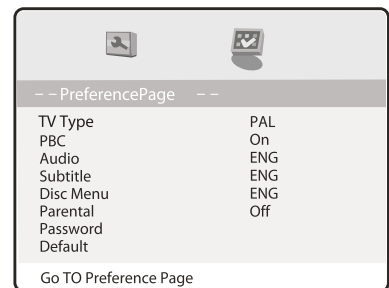 – – PreferencePage – –
TV Type PAL
PBC On
Audio ENG
Subtitle ENG
Disc Menu ENG
Parental Off
Password
Default
Go TO Preference Page